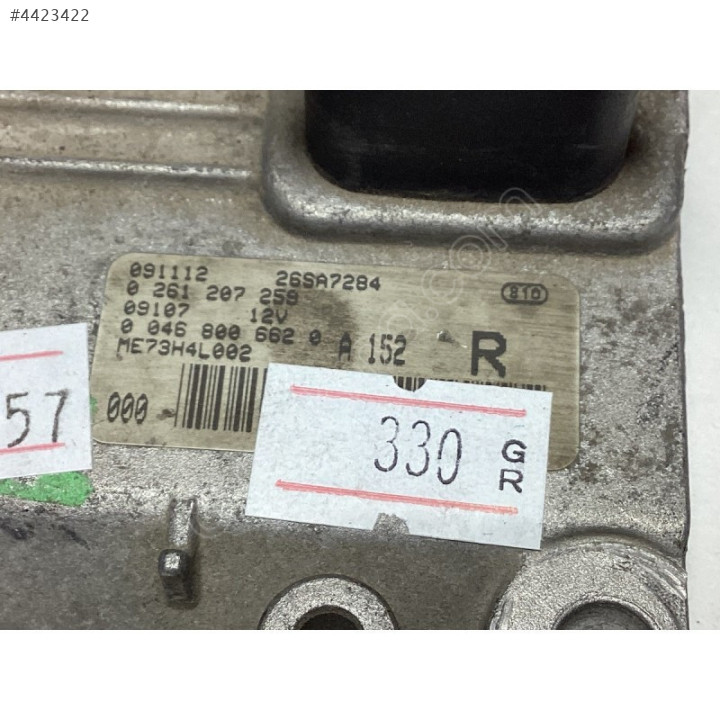 #4423422
091112 26SA7284
0 261 207 259 810
09107 12V
0 046 800 662 0 A 152 R
ME73H4L002
000
57
330 G
R